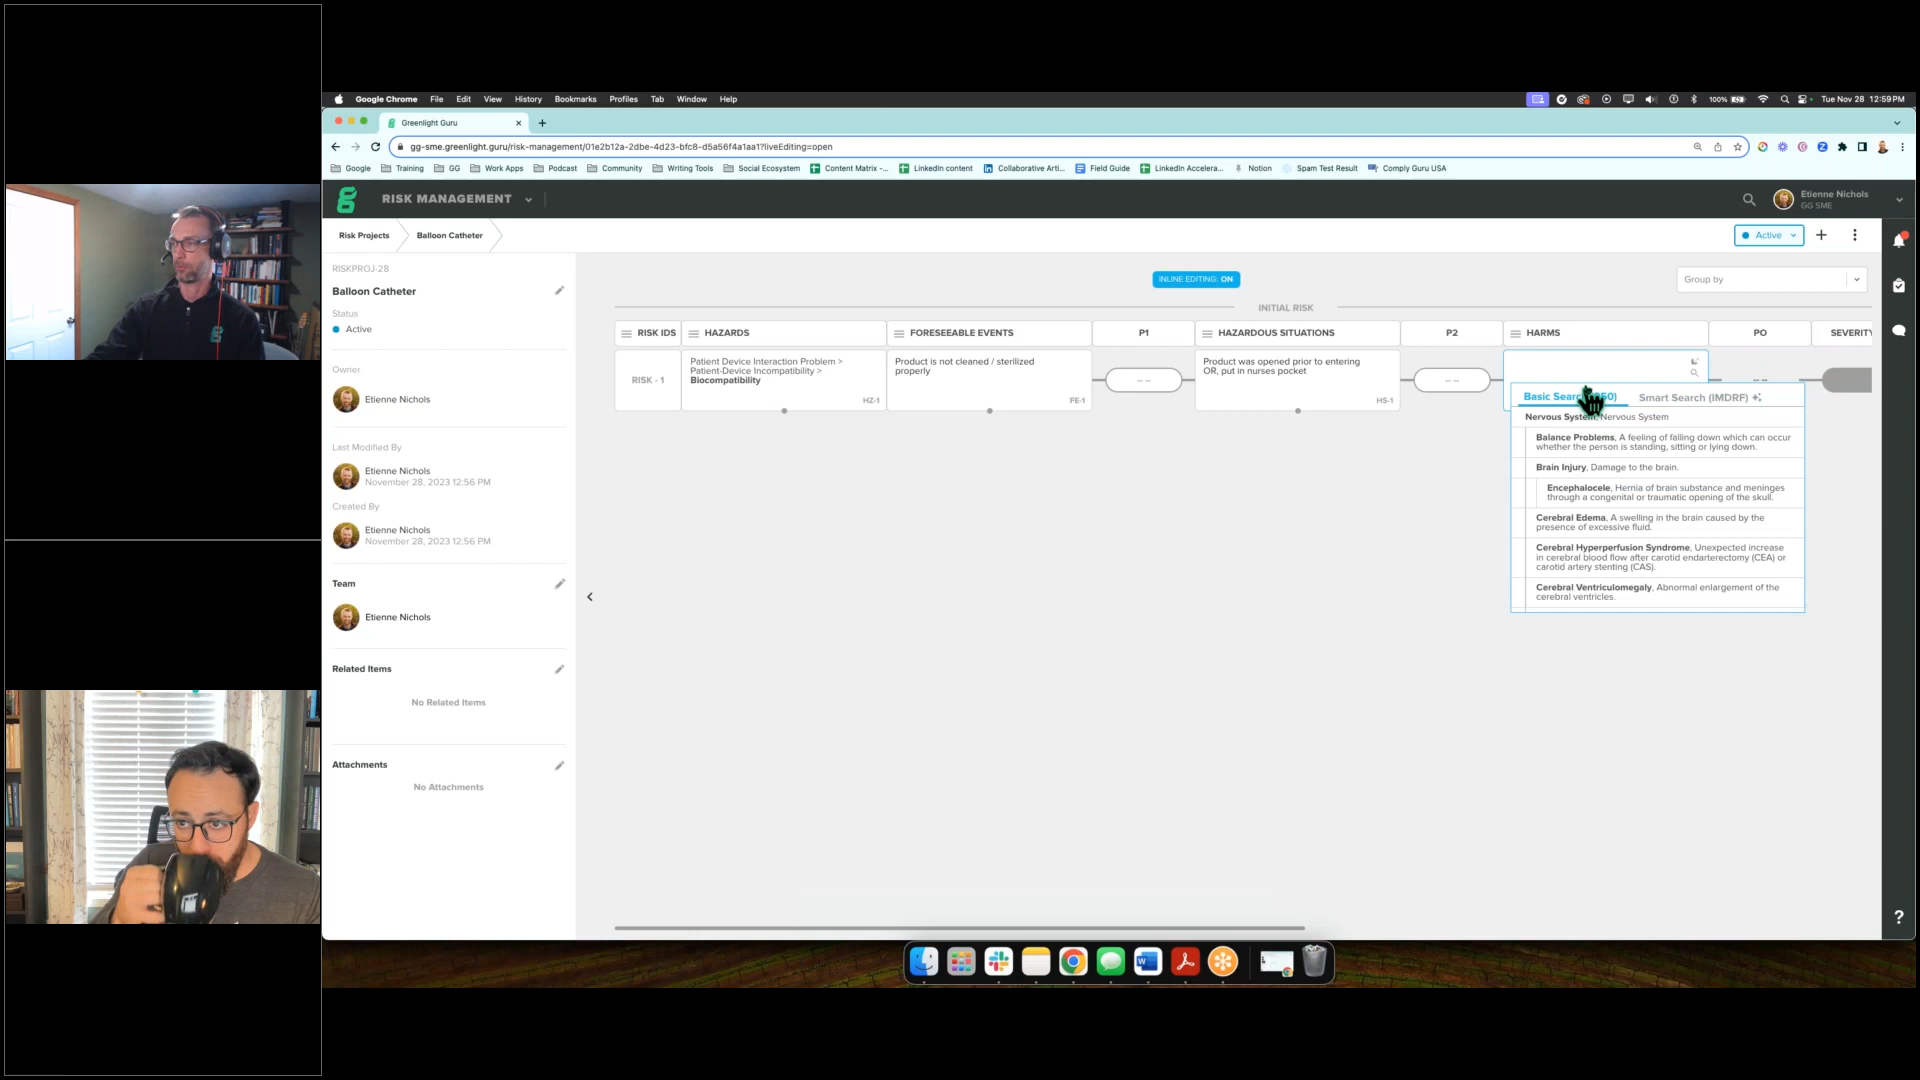 Google Chrome File Edit View History Bookmarks Profiles Tab Window Help
100% Tue Nov 28 12:59 PM
Greenlight Guru
gg-sme.greenlight.guru/risk-management/01e2b12a-2dbe-4d23-bfc8-d5a56f4a1aa1?liveEditing=open
Google Training GG Work Apps Podcast Community Writing Tools Social Ecosystem Content Matrix -... LinkedIn content Collaborative Arti... Field Guide LinkedIn Accelera... Notion Spam Test Result Comply Guru USA
RISK MANAGEMENT
Etienne Nichols
GG SME
Risk Projects Balloon Catheter
Active
RISKPROJ-28
Balloon Catheter
Status
Active
Owner
Etienne Nichols
Last Modified By
Etienne Nichols
November 28, 2023 12:56 PM
Created By
Etienne Nichols
November 28, 2023 12:56 PM
Team
Etienne Nichols
Related Items
No Related Items
Attachments
No Attachments
INLINE EDITING: ON
Group by
INITIAL RISK
RISK IDS HAZARDS FORESEEABLE EVENTS P1 HAZARDOUS SITUATIONS P2 HARMS PO SEVERITY
RISK - 1
Patient Device Interaction Problem >
Patient-Device Incompatibility >
Biocompatibility
HZ-1
Product is not cleaned / sterilized
properly
FE-1
-- --
Product was opened prior to entering
OR, put in nurses pocket
HS-1
-- --
-- --
Basic Sear 50) Smart Search (IMDRF)
Nervous System, Nervous System
Balance Problems, A feeling of falling down which can occur
whether the person is standing, sitting or lying down.
Brain Injury, Damage to the brain.
Encephalocele, Hernia of brain substance and meninges
through a congenital or traumatic opening of the skull.
Cerebral Edema, A swelling in the brain caused by the
presence of excessive fluid.
Cerebral Hyperperfusion Syndrome, Unexpected increase
in cerebral blood flow after carotid endarterectomy (CEA) or
carotid artery stenting (CAS).
Cerebral Ventriculomegaly, Abnormal enlargement of the
cerebral ventricles.
?